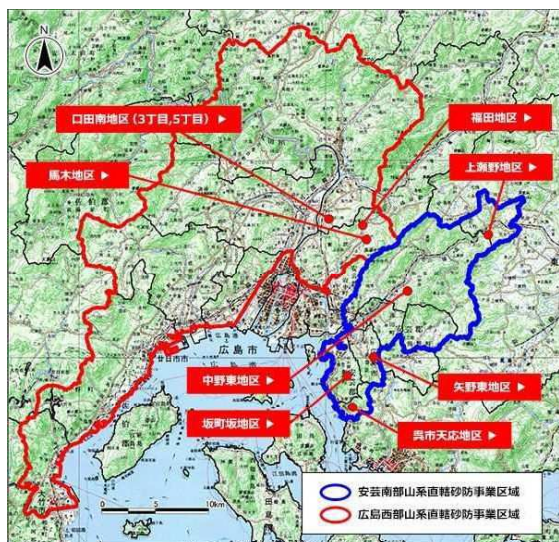 N
口田南地区(3丁目,5丁目) ▶
福田地区 ▶
馬木地区 ▶
上瀬野地区 ▶
広島市
廿日市市
中野東地区 ▶
矢野東地区 ▶
坂町坂地区 ▶
呉市天応地区 ▶
0 5 10km
安芸南部山系直轄砂防事業区域
広島西部山系直轄砂防事業区域